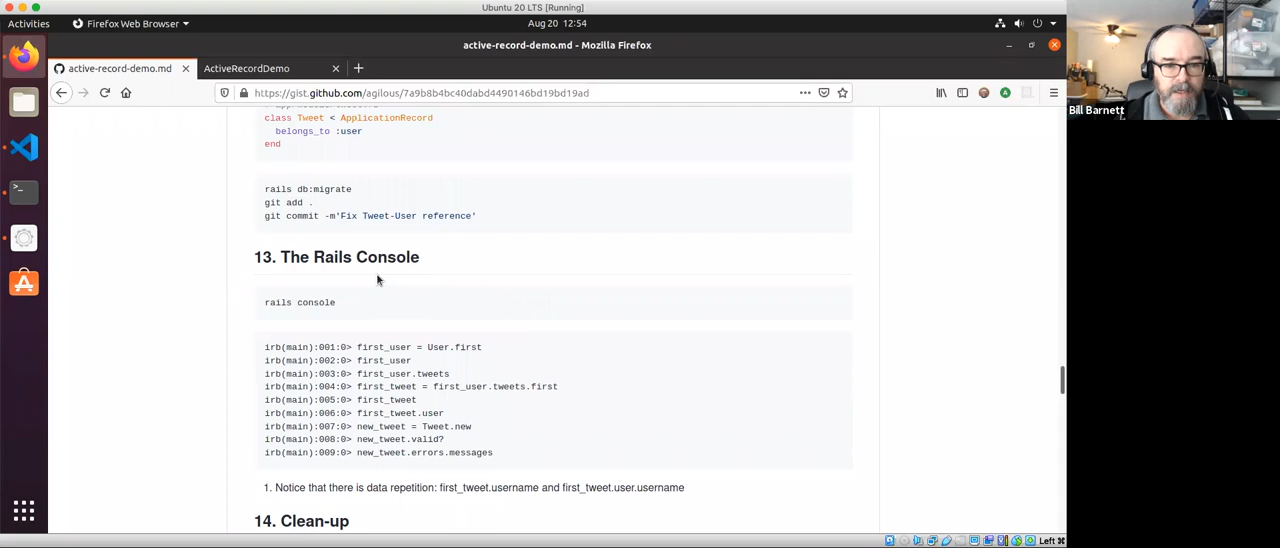 Ubuntu 20 LTS [Running]
Activities
Firefox Web Browser
Aug 20 12:54
active-record-demo.md - Mozilla Firefox
active-record-demo.md
ActiveRecordDemo
https://gist.github.com/agilous/7a9b8b4bc40dabd4490146bd19bd19ad
Bill Barnett
class Tweet < ApplicationRecord
belongs_to :user
end
rails db:migrate
git add .
git commit -m'Fix Tweet-User reference'
13. The Rails Console
rails console
irb(main):001:0> first_user = User.first
irb(main):002:0> first_user
irb(main):003:0> first_user.tweets
irb(main):004:0> first_tweet = first_user.tweets.first
irb(main):005:0> first_tweet
irb(main):006:0> first_tweet.user
irb(main):007:0> new_tweet = Tweet.new
irb(main):008:0> new_tweet.valid?
irb(main):009:0> new_tweet.errors.messages
1. Notice that there is data repetition: first_tweet.username and first_tweet.user.username
14. Clean-up
Left ⌘